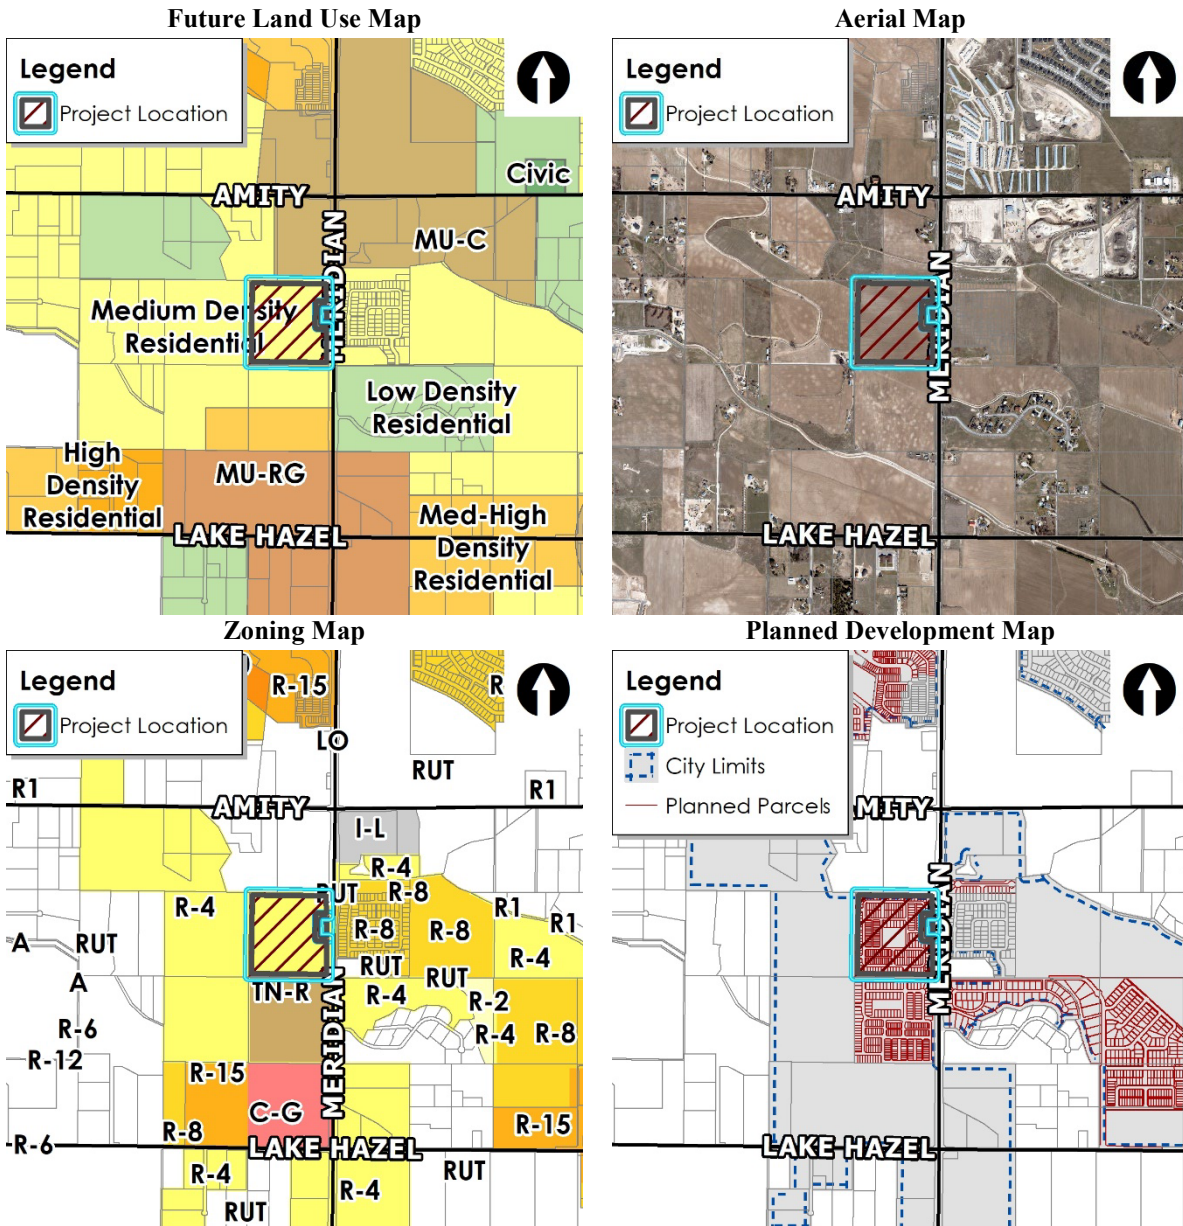 Future Land Use Map
Legend
Project Location
Civic
AMITY
MERIDIAN
MU-C
Medium Density
Residential
Low Density
Residential
High
Density
Residential
MU-RG
Med-High
Density
Residential
LAKE HAZEL
Aerial Map
Legend
Project Location
AMITY
MERIDIAN
LAKE HAZEL
Zoning Map
Legend
Project Location
R-15
R
LO
RUT
R1
R1
AMITY
I-L
R-4
RUT
R-8
R-4
R1
R1
R-8
R-8
A
RUT
R-4
RUT
RUT
A
TN-R
R-4
R-2
R-6
R-4
R-8
R-12
R-15
MERIDIAN
C-G
R-15
R-8
R-6
LAKE HAZEL
R-4
RUT
R-4
RUT
Planned Development Map
Legend
Project Location
City Limits
Planned Parcels
AMITY
MERIDIAN
LAKE HAZEL